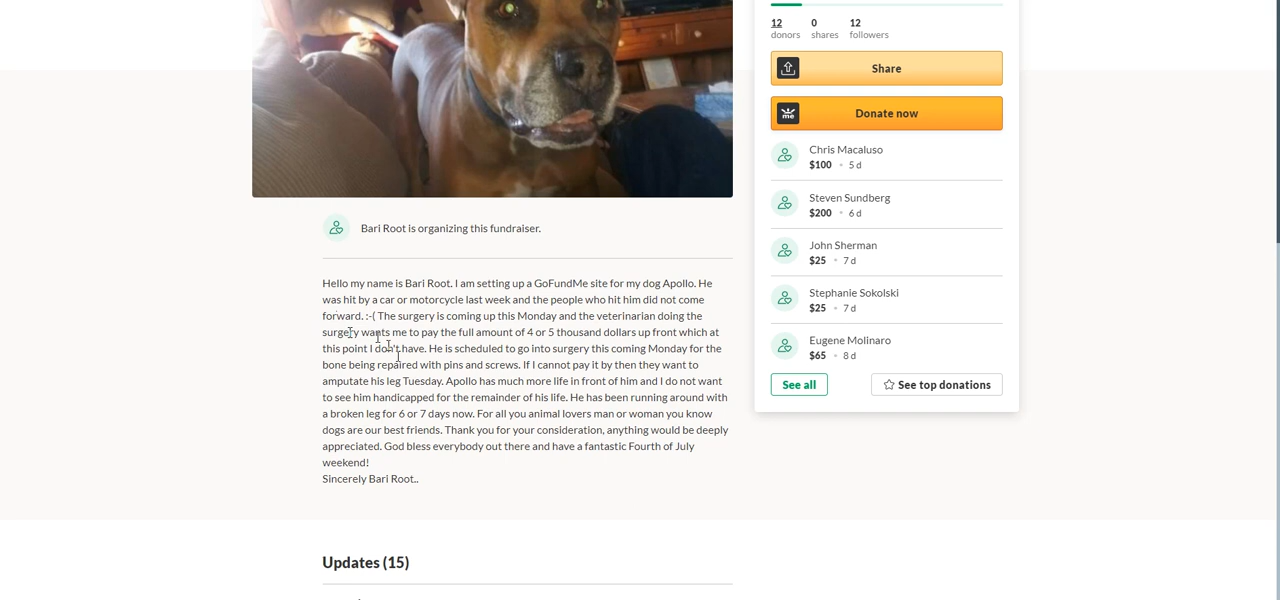 12 0 12
donors shares followers
Share
me Donate now
Chris Macaluso
$100 • 5 d
Steven Sundberg
$200 • 6 d
John Sherman
$25 • 7 d
Stephanie Sokolski
$25 • 7 d
Eugene Molinaro
$65 • 8 d
See all See top donations
Bari Root is organizing this fundraiser.
Hello my name is Bari Root. I am setting up a GoFundMe site for my dog Apollo. He
was hit by a car or motorcycle last week and the people who hit him did not come
forward. :-( The surgery is coming up this Monday and the veterinarian doing the
surgery wants me to pay the full amount of 4 or 5 thousand dollars up front which at
this point I don't have. He is scheduled to go into surgery this coming Monday for the
bone being repaired with pins and screws. If I cannot pay it by then they want to
amputate his leg Tuesday. Apollo has much more life in front of him and I do not want
to see him handicapped for the remainder of his life. He has been running around with
a broken leg for 6 or 7 days now. For all you animal lovers man or woman you know
dogs are our best friends. Thank you for your consideration, anything would be deeply
appreciated. God bless everybody out there and have a fantastic Fourth of July
weekend!
Sincerely Bari Root..
Updates (15)